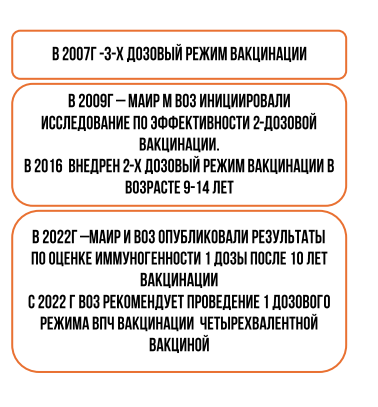 В 2007Г -3-Х ДОЗОВЫЙ РЕЖИМ ВАКЦИНАЦИИ
В 2009Г – МАИР М ВОЗ ИНИЦИИРОВАЛИ
ИССЛЕДОВАНИЕ ПО ЭФФЕКТИВНОСТИ 2-ДОЗОВОЙ
ВАКЦИНАЦИИ.
В 2016 ВНЕДРЕН 2-Х ДОЗОВЫЙ РЕЖИМ ВАКЦИНАЦИИ В
ВОЗРАСТЕ 9-14 ЛЕТ
В 2022Г –МАИР И ВОЗ ОПУБЛИКОВАЛИ РЕЗУЛЬТАТЫ
ПО ОЦЕНКЕ ИММУНОГЕННОСТИ 1 ДОЗЫ ПОСЛЕ 10 ЛЕТ
ВАКЦИНАЦИИ
С 2022 Г ВОЗ РЕКОМЕНДУЕТ ПРОВЕДЕНИЕ 1 ДОЗОВОГО
РЕЖИМА ВПЧ ВАКЦИНАЦИИ ЧЕТЫРЕХВАЛЕНТНОЙ
ВАКЦИНОЙ